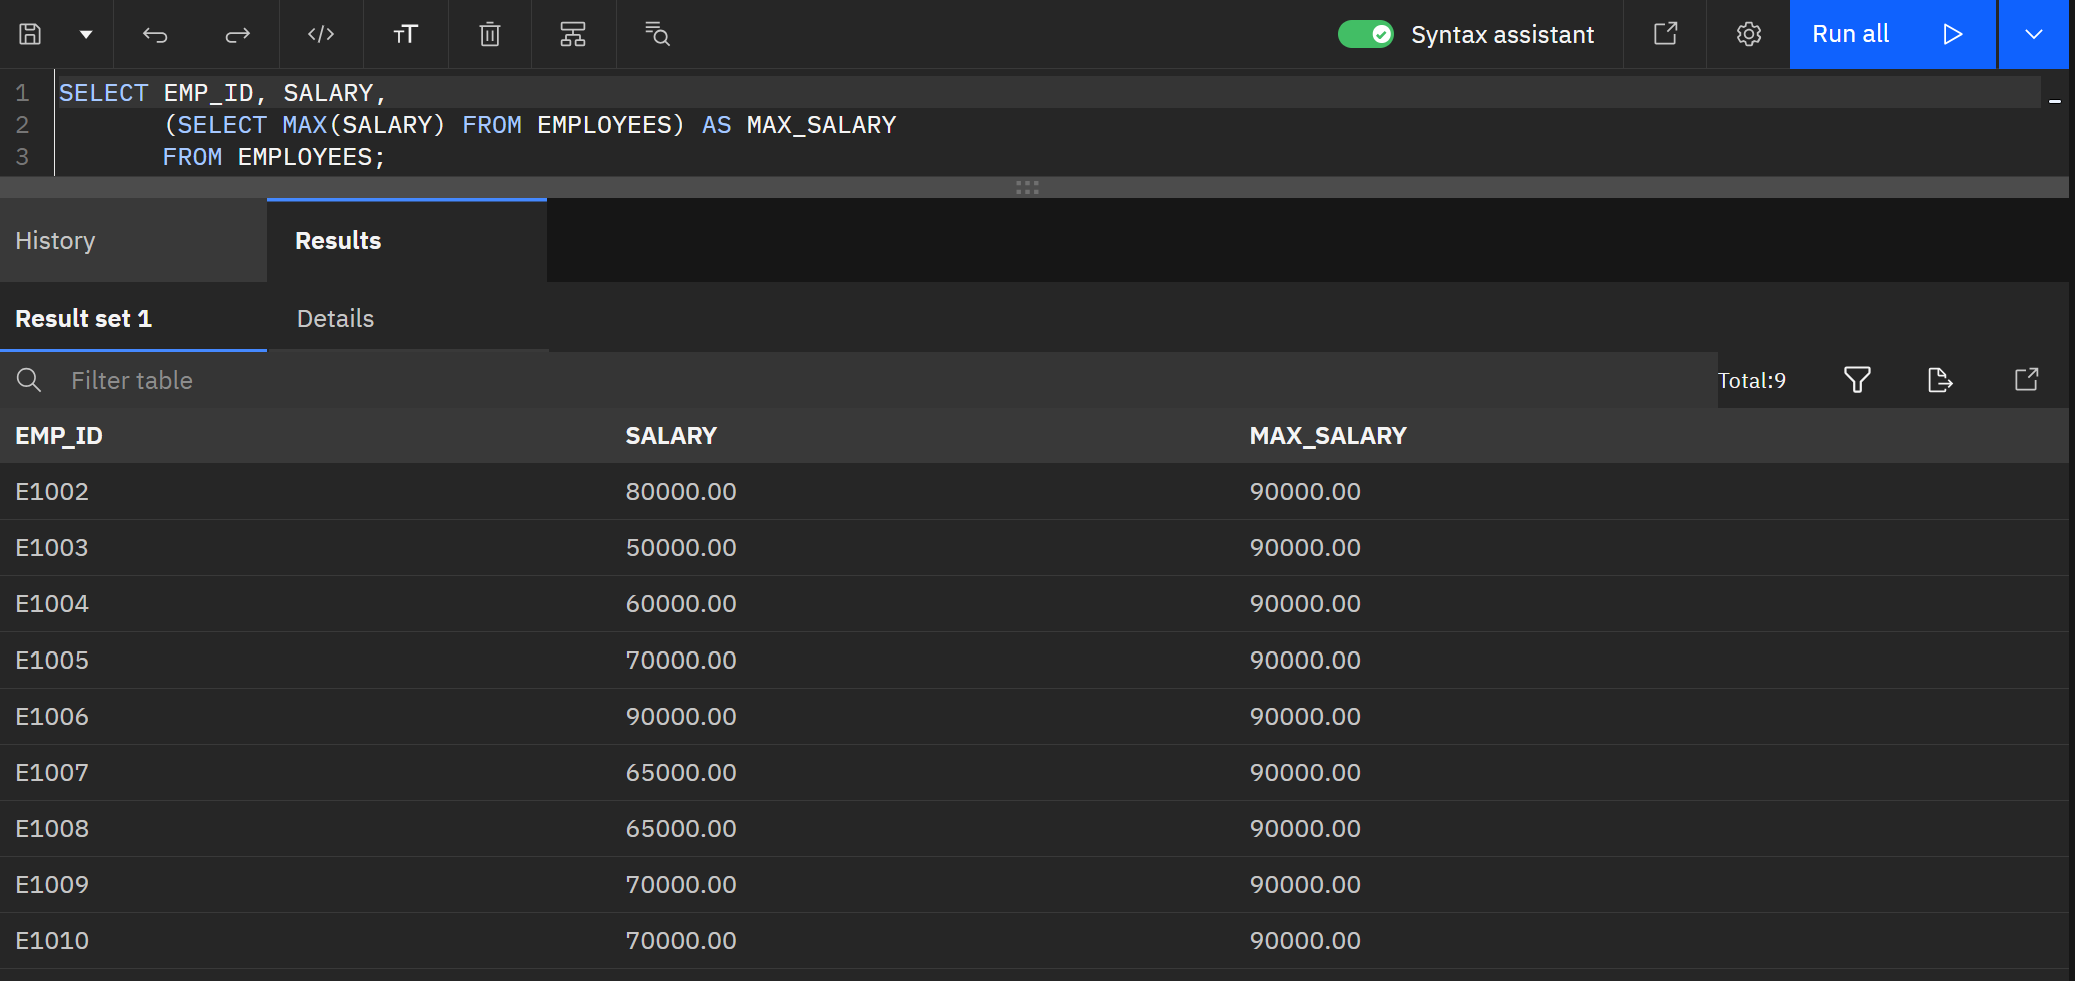 Syntax assistant Run all
1 SELECT EMP_ID, SALARY,
2 (SELECT MAX(SALARY) FROM EMPLOYEES) AS MAX_SALARY
3 FROM EMPLOYEES;
History Results
Result set 1 Details
Filter table Total:9
EMP_ID SALARY MAX_SALARY
E1002 80000.00 90000.00
E1003 50000.00 90000.00
E1004 60000.00 90000.00
E1005 70000.00 90000.00
E1006 90000.00 90000.00
E1007 65000.00 90000.00
E1008 65000.00 90000.00
E1009 70000.00 90000.00
E1010 70000.00 90000.00